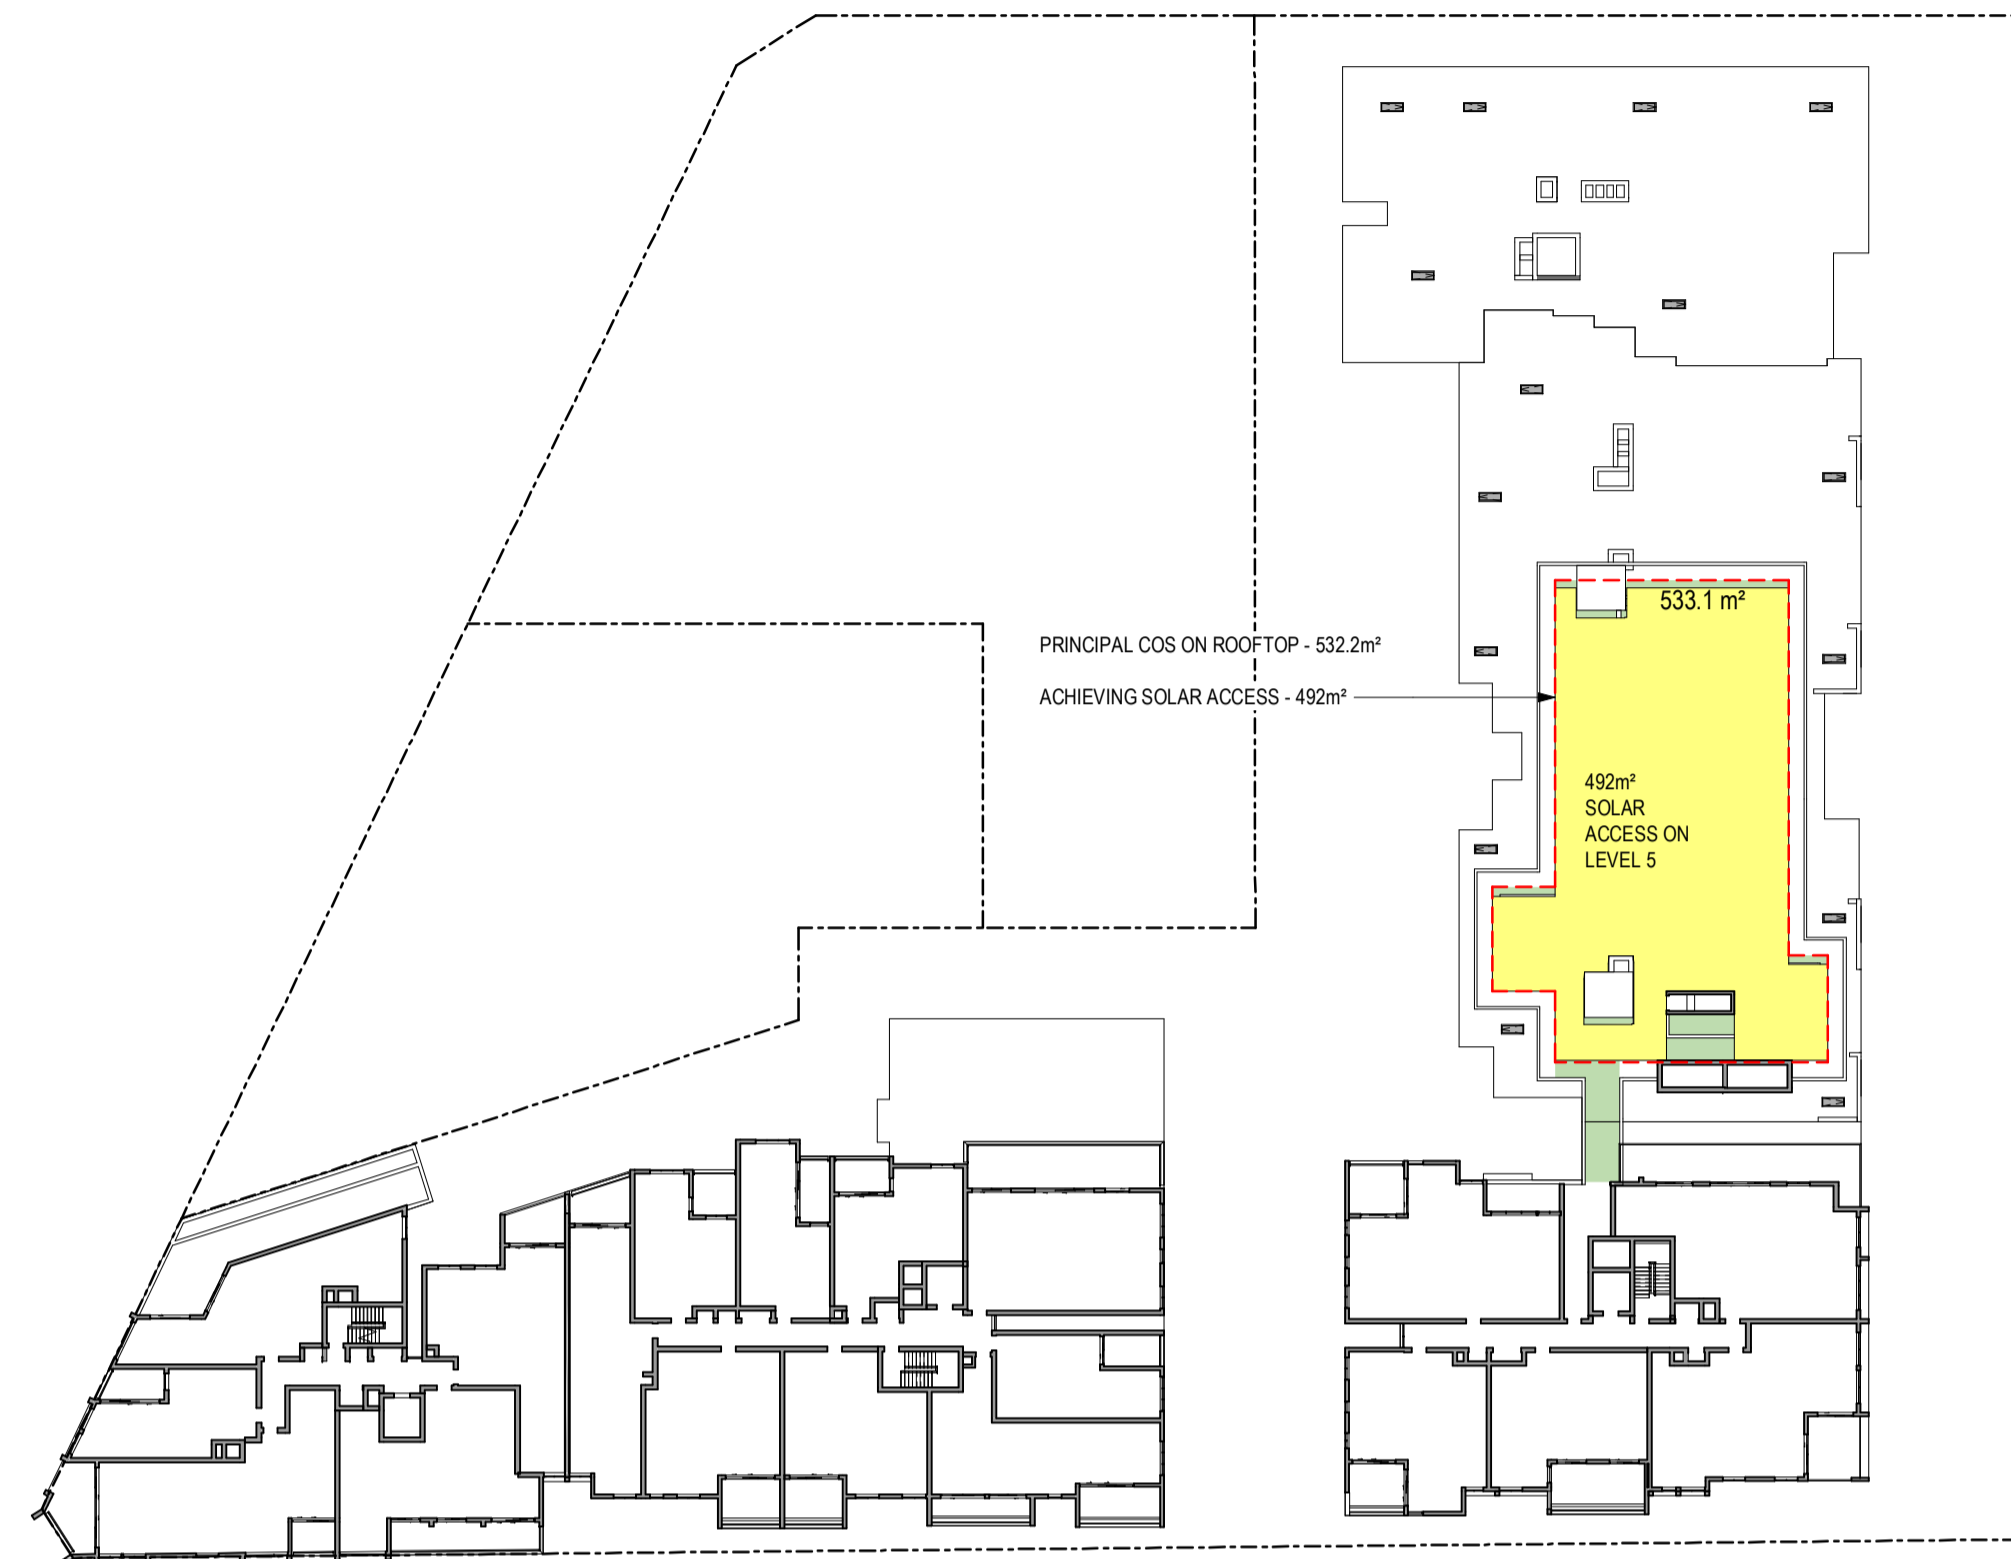 533.1 m²
PRINCIPAL COS ON ROOFTOP - 532.2m²
ACHIEVING SOLAR ACCESS - 492m²
492m²
SOLAR
ACCESS ON
LEVEL 5